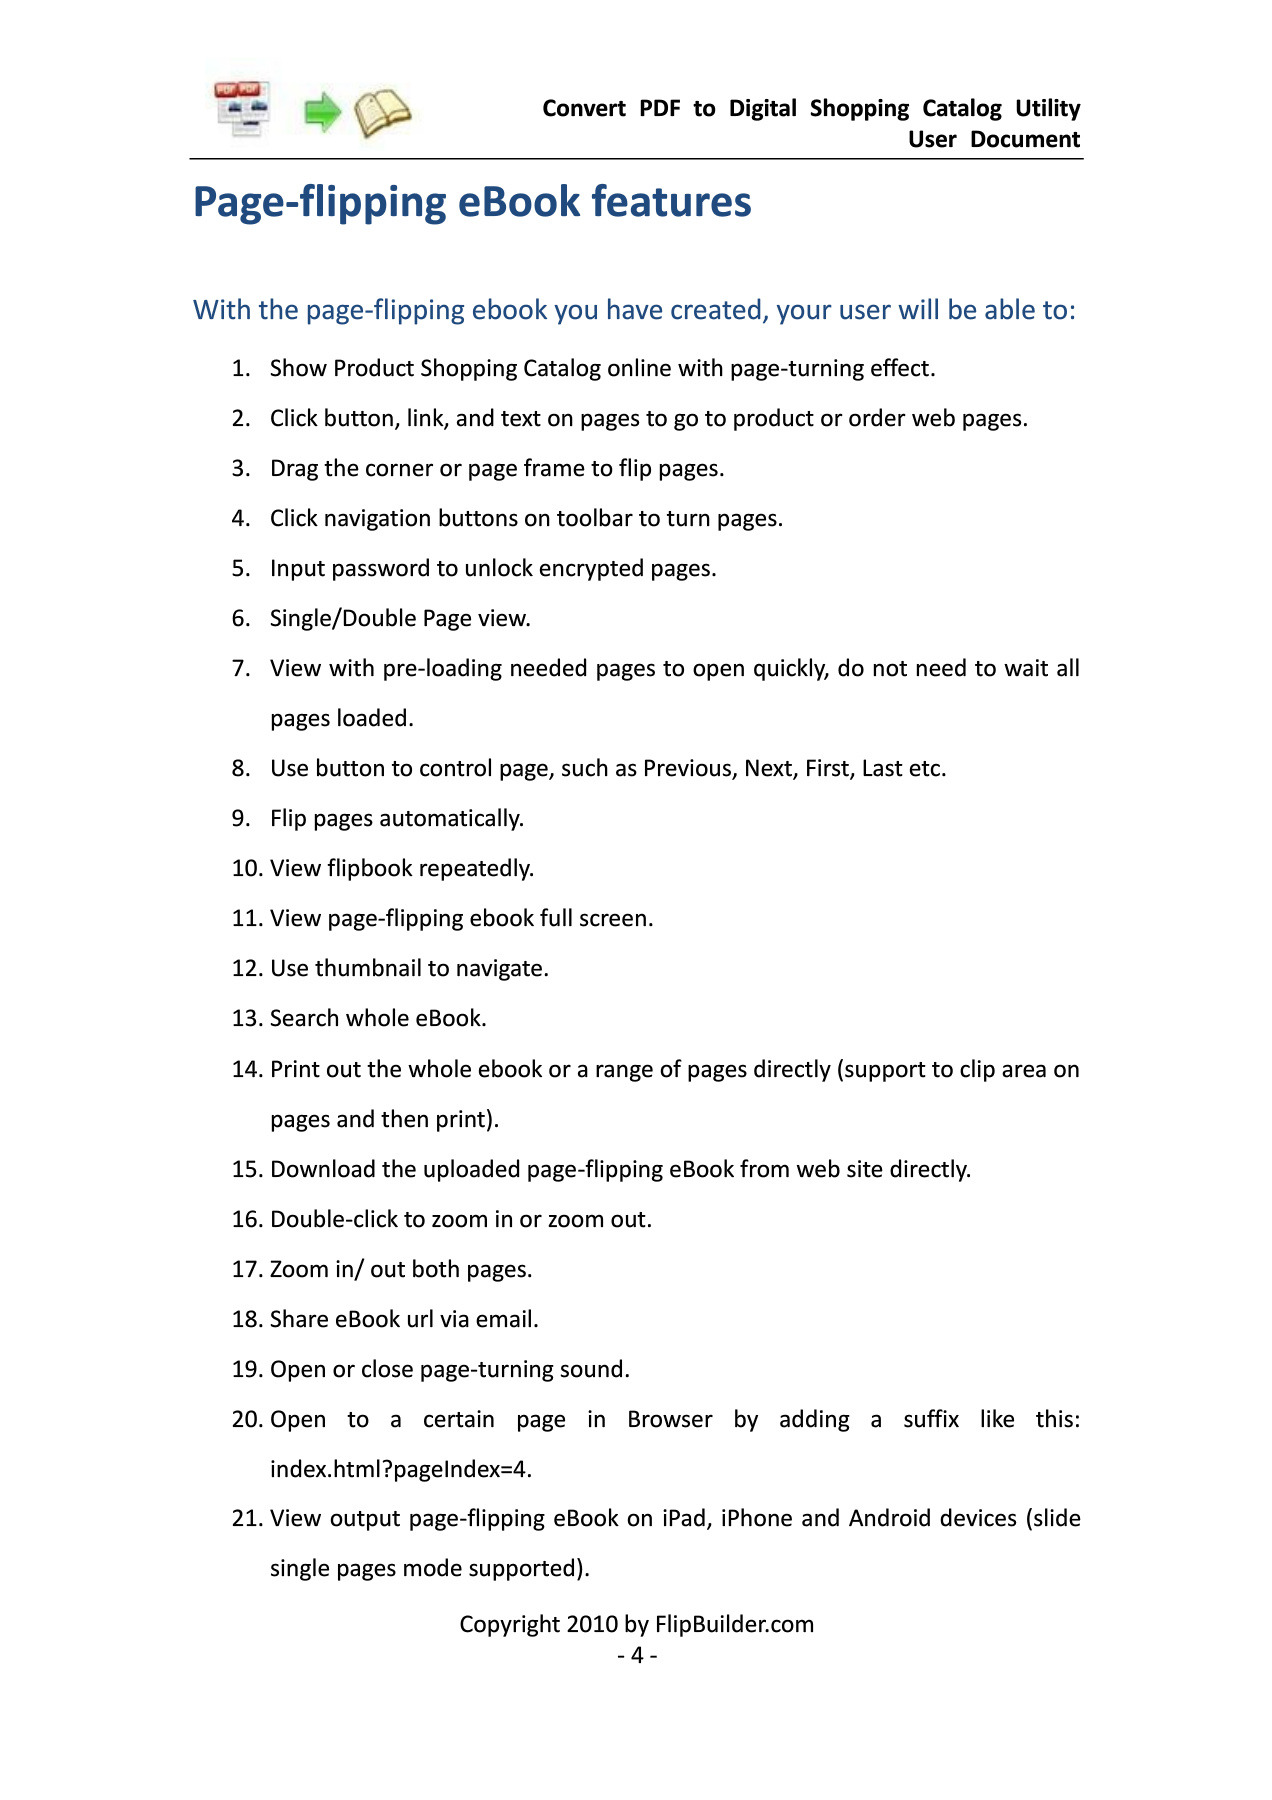 PDF PDF
Convert PDF to Digital Shopping Catalog Utility
User Document
Page-flipping eBook features
With the page-flipping ebook you have created, your user will be able to:
1. Show Product Shopping Catalog online with page-turning effect.
2. Click button, link, and text on pages to go to product or order web pages.
3. Drag the corner or page frame to flip pages.
4. Click navigation buttons on toolbar to turn pages.
5. Input password to unlock encrypted pages.
6. Single/Double Page view.
7. View with pre-loading needed pages to open quickly, do not need to wait all
pages loaded.
8. Use button to control page, such as Previous, Next, First, Last etc.
9. Flip pages automatically.
10. View flipbook repeatedly.
11. View page-flipping ebook full screen.
12. Use thumbnail to navigate.
13. Search whole eBook.
14. Print out the whole ebook or a range of pages directly (support to clip area on
pages and then print).
15. Download the uploaded page-flipping eBook from web site directly.
16. Double-click to zoom in or zoom out.
17. Zoom in/ out both pages.
18. Share eBook url via email.
19. Open or close page-turning sound.
20. Open to a certain page in Browser by adding a suffix like this:
index.html?pageIndex=4.
21. View output page-flipping eBook on iPad, iPhone and Android devices (slide
single pages mode supported).
Copyright 2010 by FlipBuilder.com
- 4 -